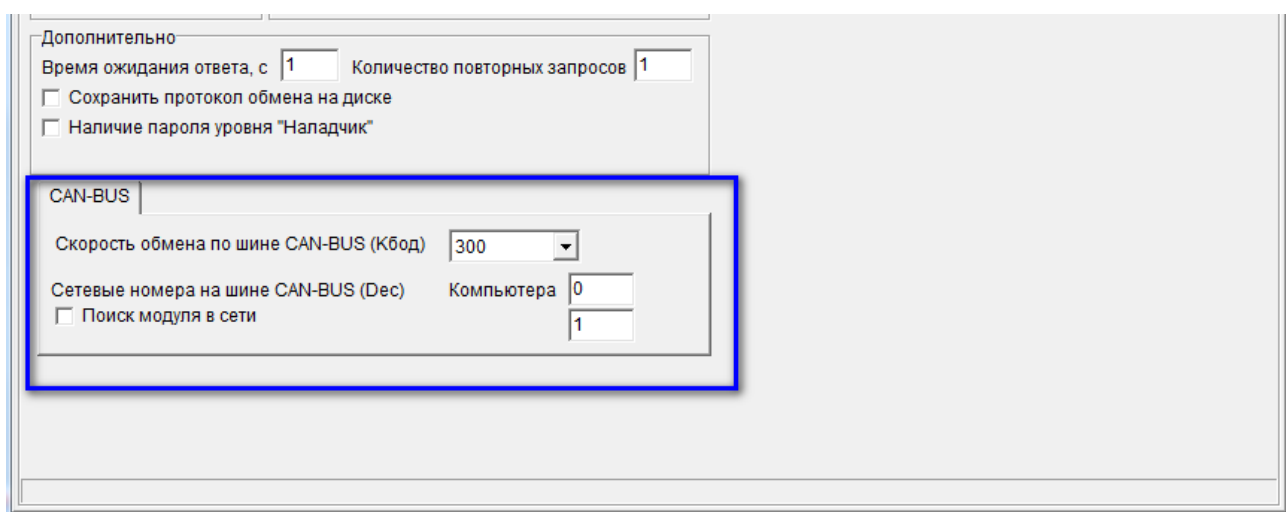 Дополнительно
Время ожидания ответа, с 1 Количество повторных запросов 1
Сохранить протокол обмена на диске
Наличие пароля уровня "Наладчик"
CAN-BUS
Скорость обмена по шине CAN-BUS (Кбод) 300
Сетевые номера на шине CAN-BUS (Dec) Компьютера 0
Поиск модуля в сети 1